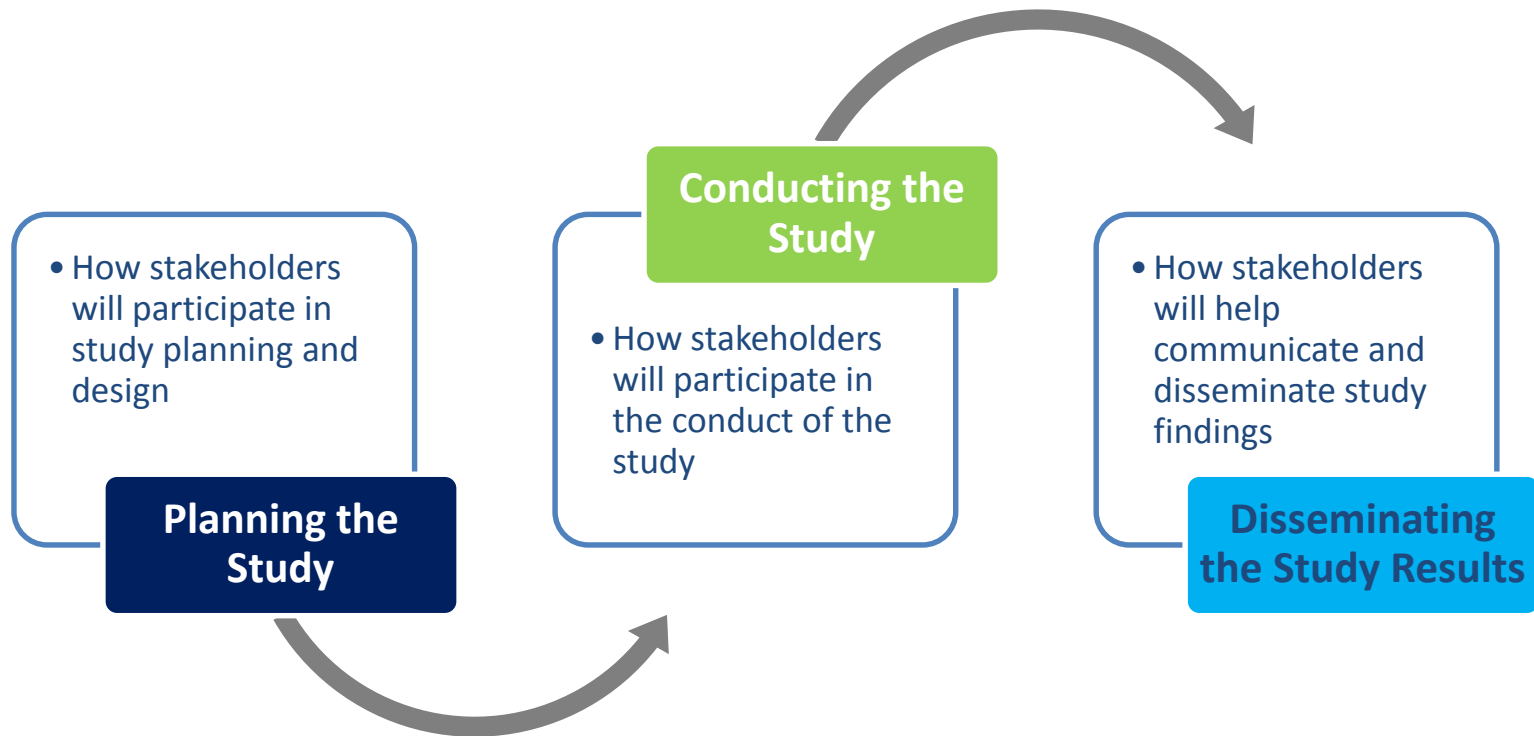 • How stakeholders
will participate in
study planning and
design
Planning the
Study
Conducting the
Study
• How stakeholders
will participate in
the conduct of the
study
• How stakeholders
will help
communicate and
disseminate study
findings
Disseminating
the Study Results